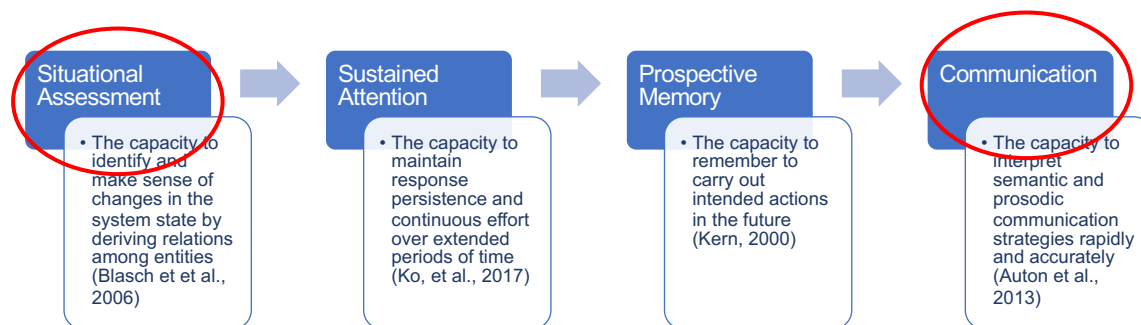 Situational
Assessment
• The capacity to
identify and
make sense of
changes in the
system state by
deriving relations
among entities
(Blasch et et al.,
2006)
Sustained
Attention
• The capacity to
maintain
response
persistence and
continuous effort
over extended
periods of time
(Ko, et al., 2017)
Prospective
Memory
• The capacity to
remember to
carry out
intended actions
in the future
(Kern, 2000)
Communication
• The capacity to
interpret
semantic and
prosodic
communication
strategies rapidly
and accurately
(Auton et al.,
2013)